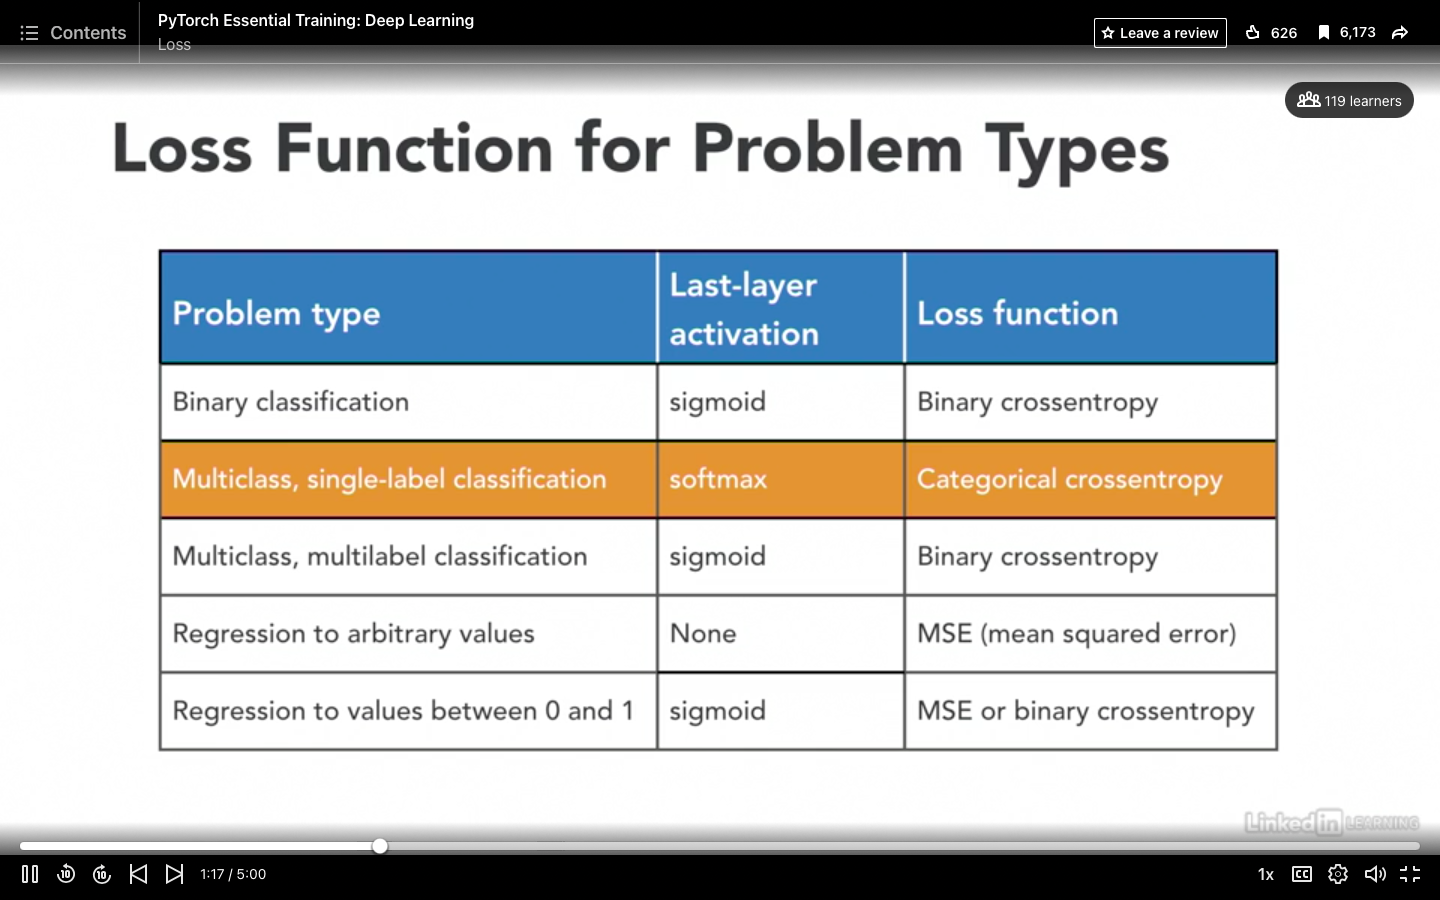 Contents
PyTorch Essential Training: Deep Learning
Loss
Leave a review
626
6,173
119 learners
Loss Function for Problem Types
Problem type
Last-layer
activation
Loss function
Binary classification
sigmoid
Binary crossentropy
Multiclass, single-label classification
softmax
Categorical crossentropy
Multiclass, multilabel classification
sigmoid
Binary crossentropy
Regression to arbitrary values
None
MSE (mean squared error)
Regression to values between 0 and 1
sigmoid
MSE or binary crossentropy
Linked in LEARNING
10
10
1:17 / 5:00
1x
CC